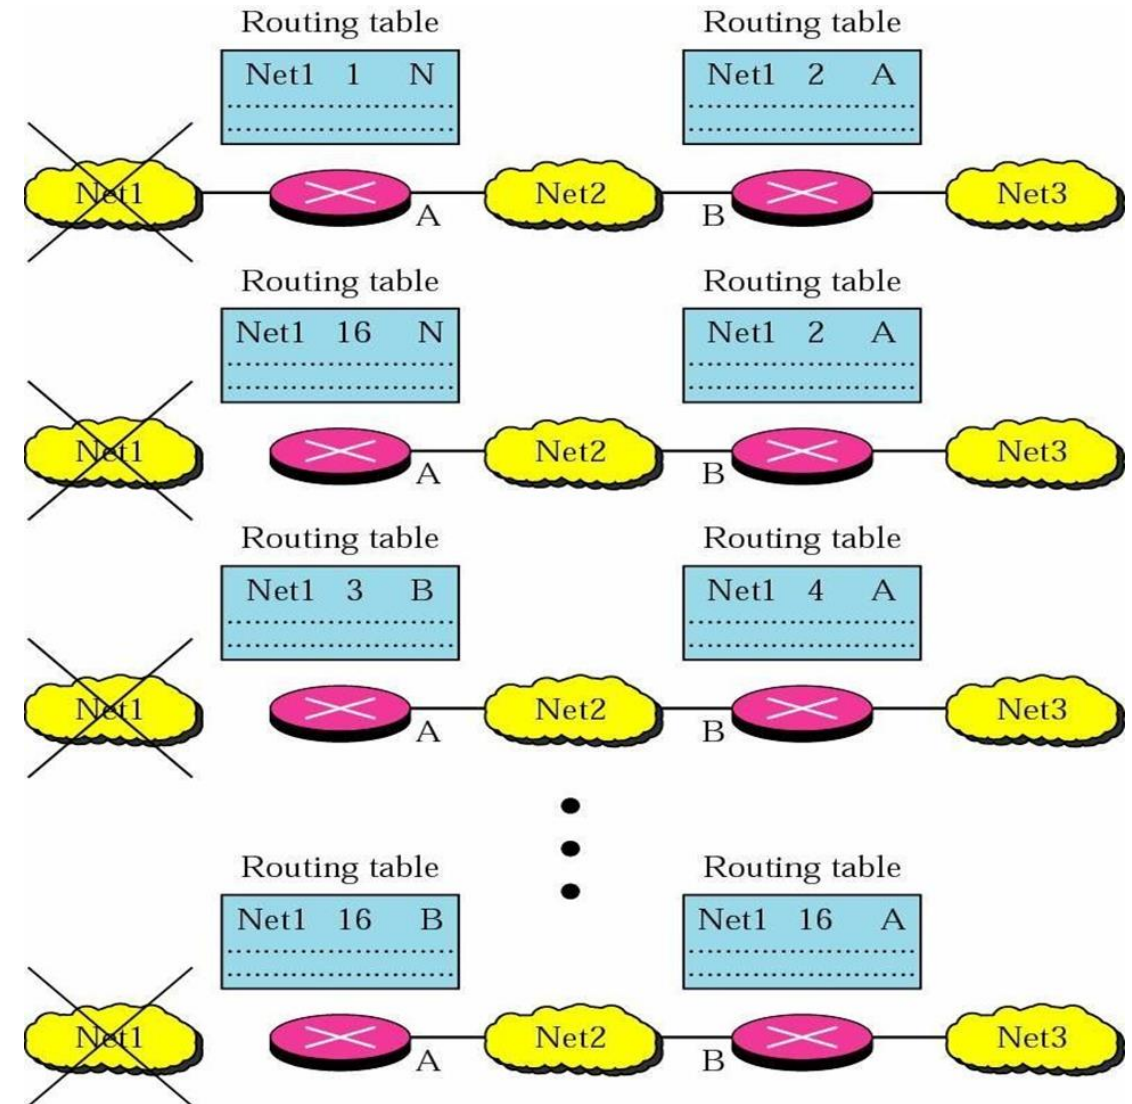 Routing table Routing table
Net1 1 N Net1 2 A
Net1 Net2 Net3
A B
Routing table Routing table
Net1 16 N Net1 2 A
Net1 Net2 Net3
A B
Routing table Routing table
Net1 3 B Net1 4 A
Net1 Net2 Net3
A B
Routing table Routing table
Net1 16 B Net1 16 A
Net1 Net2 Net3
A B